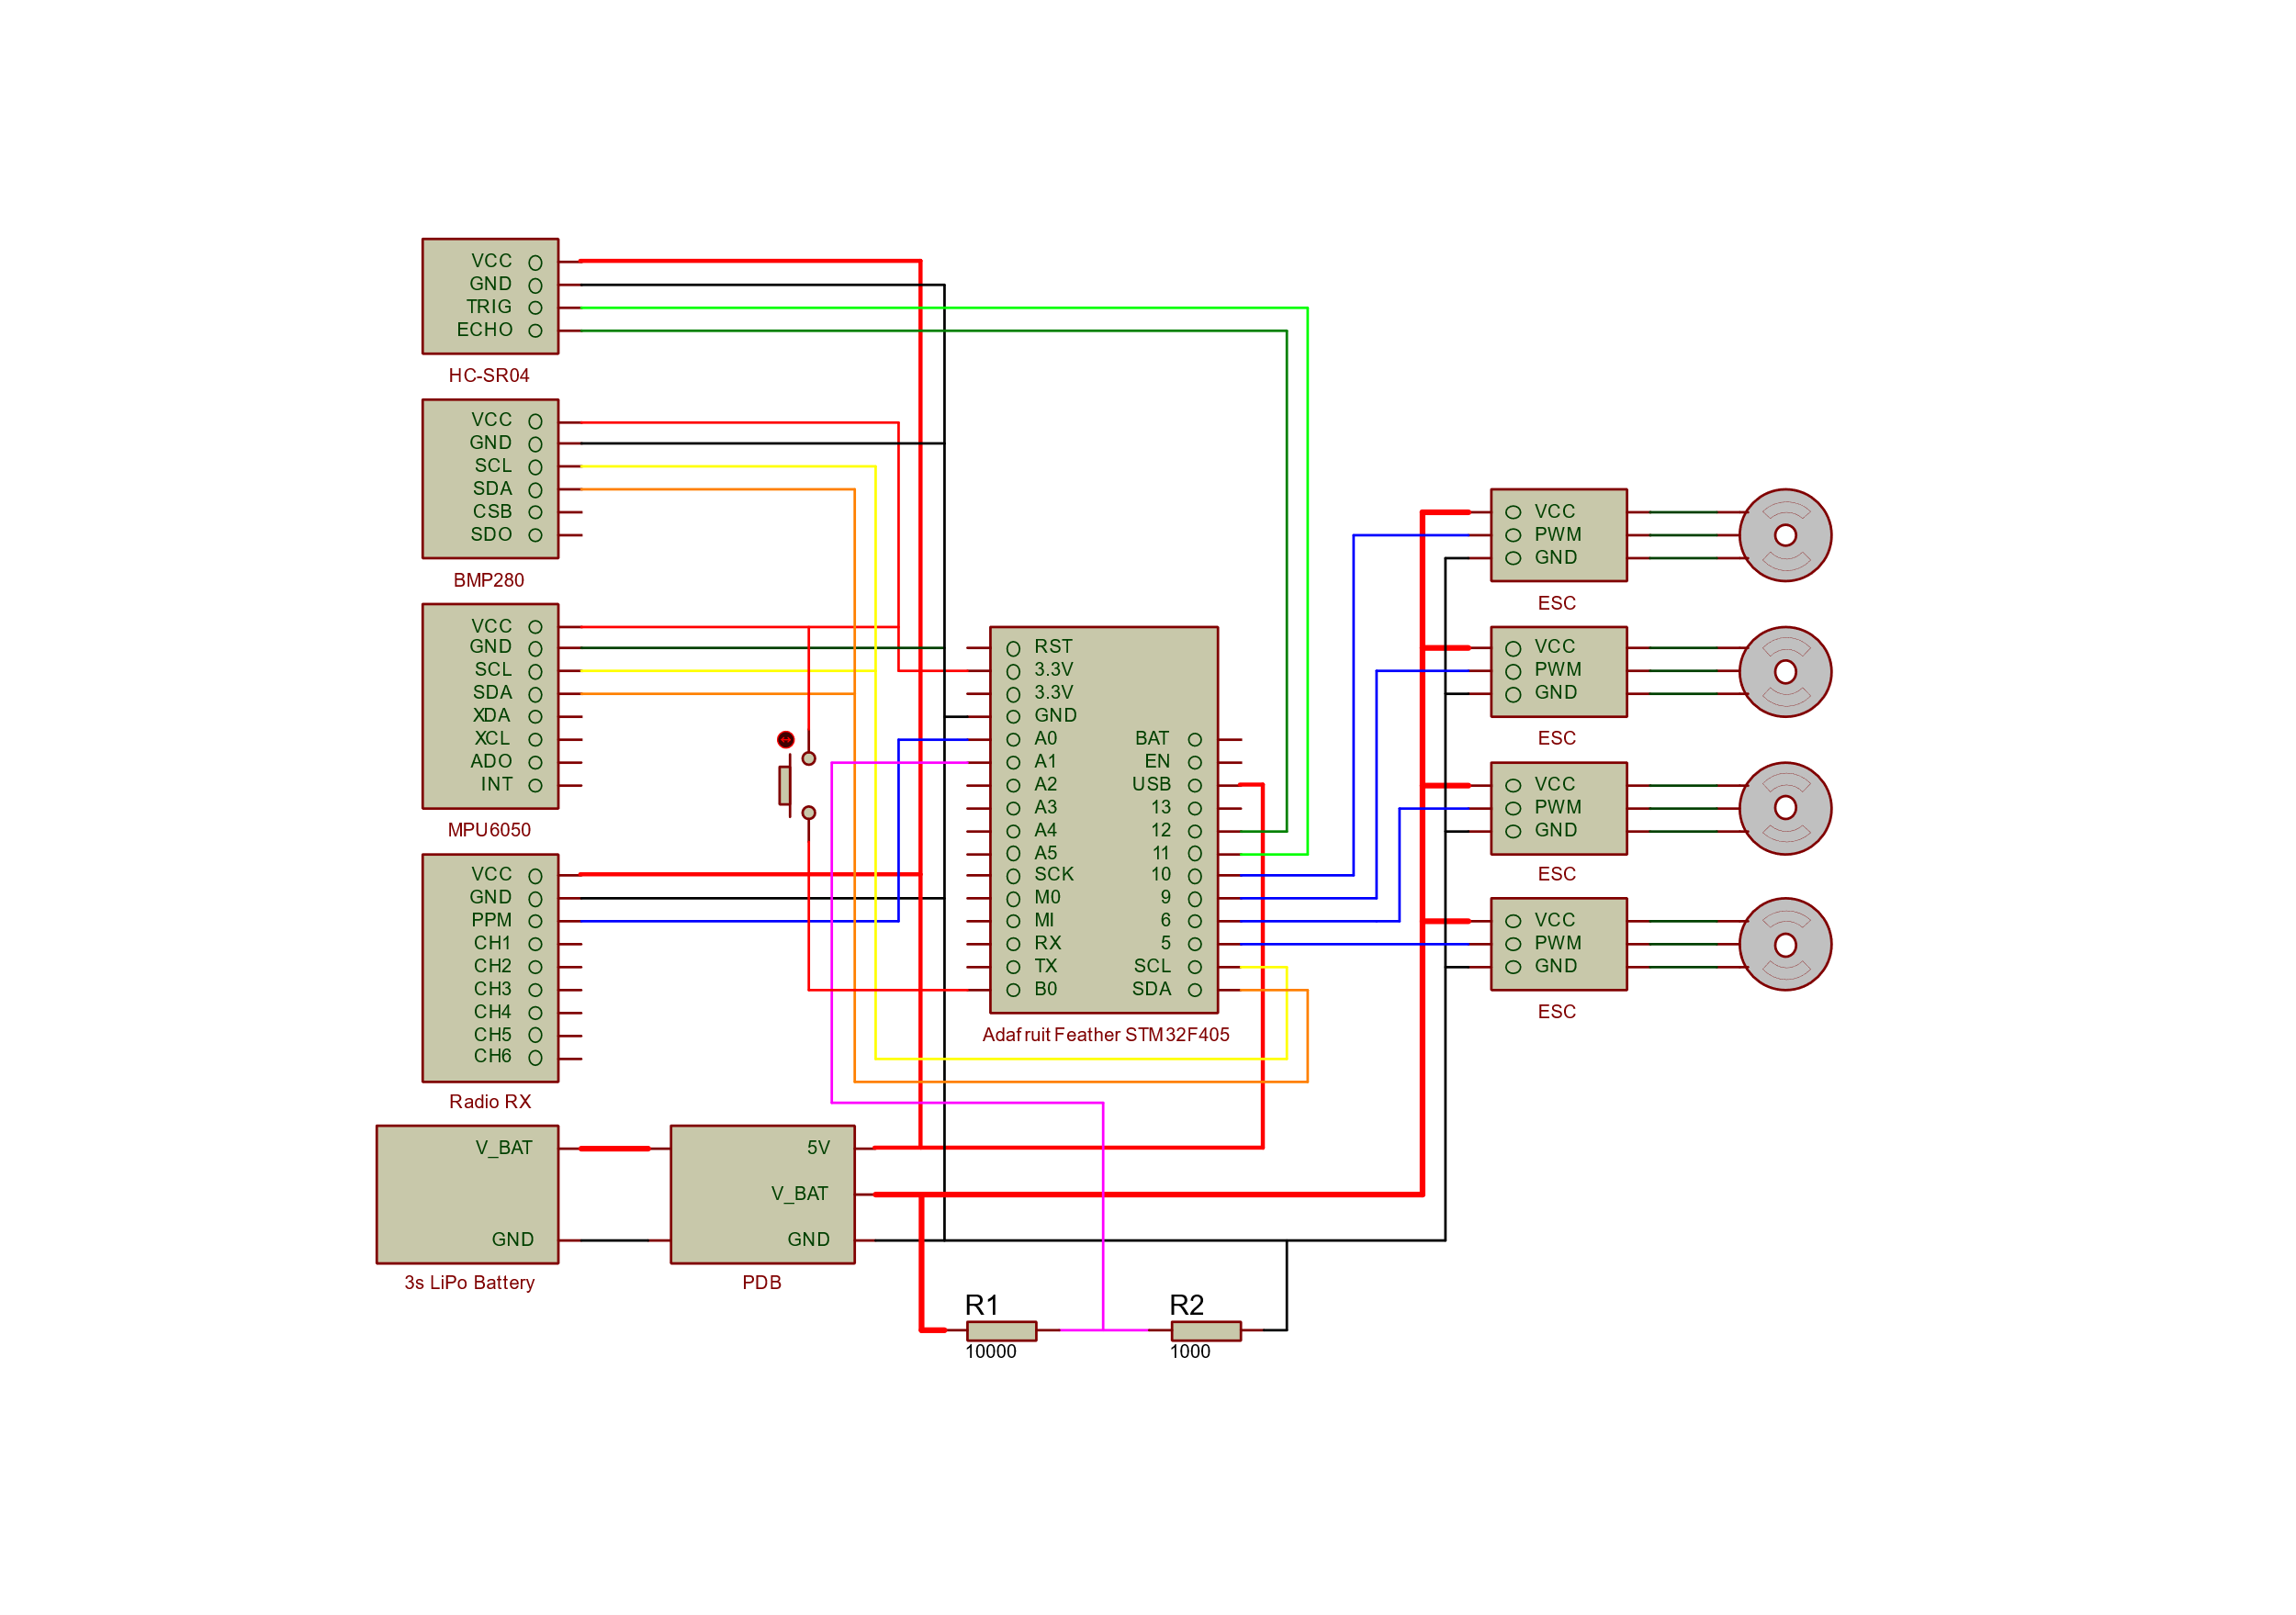 VCC
GND
TRIG
ECHO
HC-SR04
VCC
GND
SCL
SDA
CSB
SDO
BMP280
VCC
GND
SCL
SDA
XDA
XCL
ADO
INT
MPU6050
VCC
GND
PPM
CH1
CH2
CH3
CH4
CH5
CH6
Radio RX
V_BAT
GND
3s LiPo Battery
5V
V_BAT
GND
PDB
RST
3.3V
3.3V
GND
A0
A1
A2
A3
A4
A5
SCK
M0
MI
RX
TX
B0
BAT
EN
USB
13
12
11
10
9
6
5
SCL
SDA
Adafruit Feather STM32F405
R1
10000
R2
1000
VCC
PWM
GND
ESC
VCC
PWM
GND
ESC
VCC
PWM
GND
ESC
VCC
PWM
GND
ESC